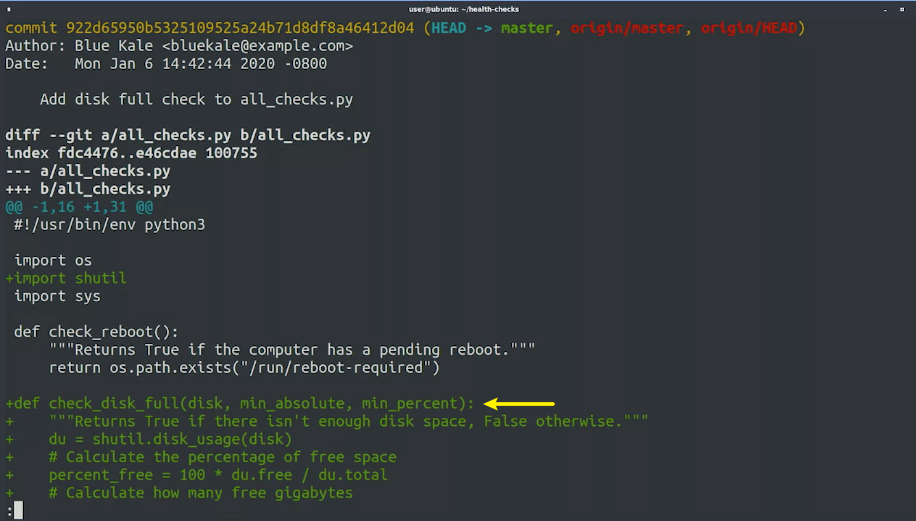 user@ubuntu: ~/health-checks
commit 922d65950b5325109525a24b71d8df8a46412d04 (HEAD -> master, origin/master, origin/HEAD)
Author: Blue Kale <bluekale@example.com>
Date:   Mon Jan 6 14:42:44 2020 -0800

    Add disk full check to all_checks.py

diff --git a/all_checks.py b/all_checks.py
index fdc4476..e46cdae 100755
--- a/all_checks.py
+++ b/all_checks.py
@@ -1,16 +1,31 @@
 #!/usr/bin/env python3

 import os
+import shutil
 import sys

 def check_reboot():
     """Returns True if the computer has a pending reboot."""
     return os.path.exists("/run/reboot-required")

+def check_disk_full(disk, min_absolute, min_percent):
+    """Returns True if there isn't enough disk space, False otherwise."""
+    du = shutil.disk_usage(disk)
+    # Calculate the percentage of free space
+    percent_free = 100 * du.free / du.total
+    # Calculate how many free gigabytes
: